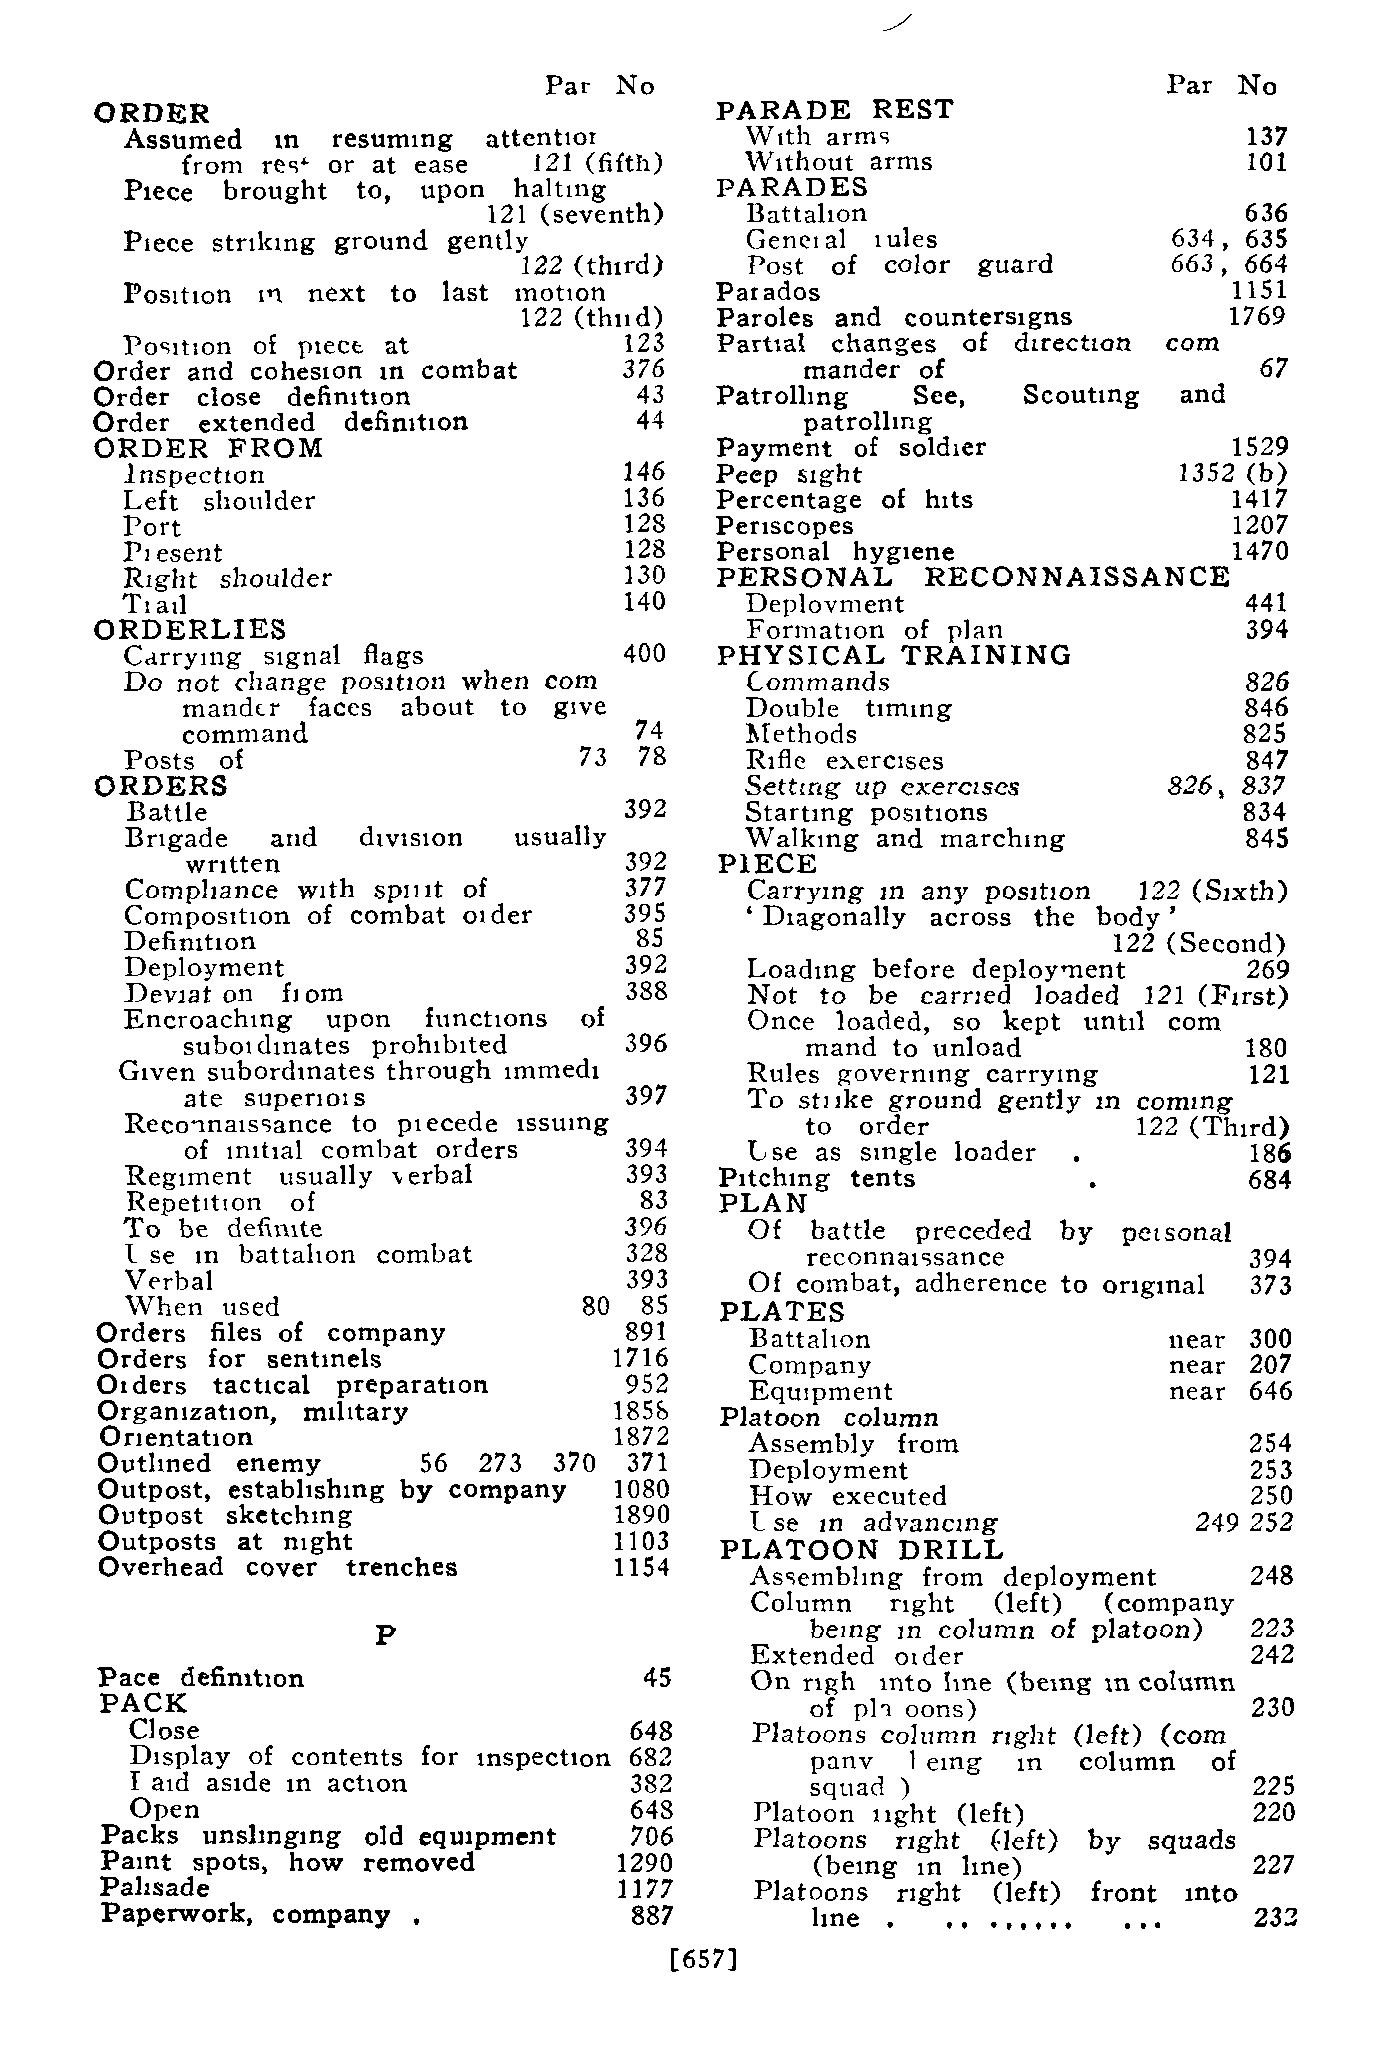 Par No
ORDER
Assumed in resuming attention
from rest or at ease 121 (fifth)
Piece brought to, upon halting
121 (seventh)
Piece striking ground gently
122 (third)
Position in next to last motion
122 (third)
Position of piece at 123
Order and cohesion in combat 376
Order close definition 43
Order extended definition 44
ORDER FROM
Inspection 146
Left shoulder 136
Port 128
Present 128
Right shoulder 130
Trail 140
ORDERLIES
Carrying signal flags 400
Do not change position when com
mander faces about to give
command 74
Posts of 73 78
ORDERS
Battle 392
Brigade and division usually
written 392
Compliance with spirit of 377
Composition of combat order 395
Definition 85
Deployment 392
Deviation from 388
Encroaching upon functions of
subordinates prohibited 396
Given subordinates through immedi
ate superiors 397
Reconnaissance to precede issuing
of initial combat orders 394
Regiment usually verbal 393
Repetition of 83
To be definite 396
Use in battalion combat 328
Verbal 393
When used 80 85
Orders files of company 891
Orders for sentinels 1716
Orders tactical preparation 952
Organization, military 1858
Orientation 1872
Outlined enemy 56 273 370 371
Outpost, establishing by company 1080
Outpost sketching 1890
Outposts at night 1103
Overhead cover trenches 1154
P
Pace definition 45
PACK
Close 648
Display of contents for inspection 682
Laid aside in action 382
Open 648
Packs unslinging old equipment 706
Paint spots, how removed 1290
Palisade 1177
Paperwork, company . 887
Par No
PARADE REST
With arms 137
Without arms 101
PARADES
Battalion 636
General rules 634, 635
Post of color guard 663, 664
Parados 1151
Paroles and countersigns 1769
Partial changes of direction com
mander of 67
Patrolling See, Scouting and
patrolling
Payment of soldier 1529
Peep sight 1352 (b)
Percentage of hits 1417
Periscopes 1207
Personal hygiene 1470
PERSONAL RECONNAISSANCE
Deployment 441
Formation of plan 394
PHYSICAL TRAINING
Commands 826
Double timing 846
Methods 825
Rifle exercises 847
Setting up exercises 826, 837
Starting positions 834
Walking and marching 845
PIECE
Carrying in any position 122 (Sixth)
‘ Diagonally across the body ’
122 (Second)
Loading before deployment 269
Not to be carried loaded 121 (First)
Once loaded, so kept until com
mand to unload 180
Rules governing carrying 121
To strike ground gently in coming
to order 122 (Third)
Use as single loader . 186
Pitching tents . 684
PLAN
Of battle preceded by personal
reconnaissance 394
Of combat, adherence to original 373
PLATES
Battalion near 300
Company near 207
Equipment near 646
Platoon column
Assembly from 254
Deployment 253
How executed 250
Use in advancing 249 252
PLATOON DRILL
Assembling from deployment 248
Column right (left) (company
being in column of platoon) 223
Extended order 242
On righ into line (being in column
of platoons) 230
Platoons column right (left) (com
pany being in column of
squad ) 225
Platoon right (left) 220
Platoons right (left) by squads
(being in line) 227
Platoons right (left) front into
line . .. ........ ... 232
[657]